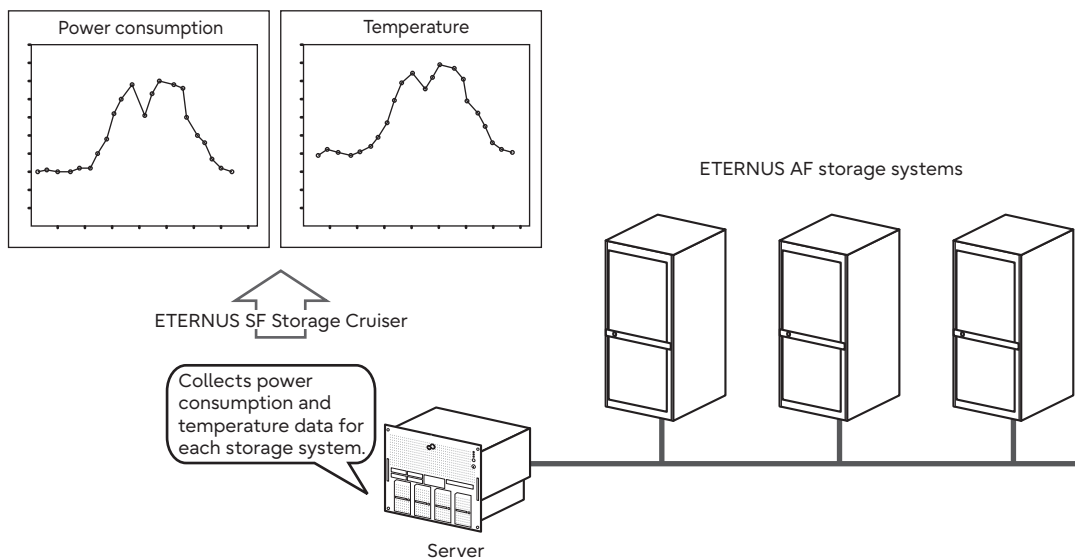 Power consumption
Temperature
ETERNUS AF storage systems
ETERNUS SF Storage Cruiser
Collects power
consumption and
temperature data for
each storage system.
Server